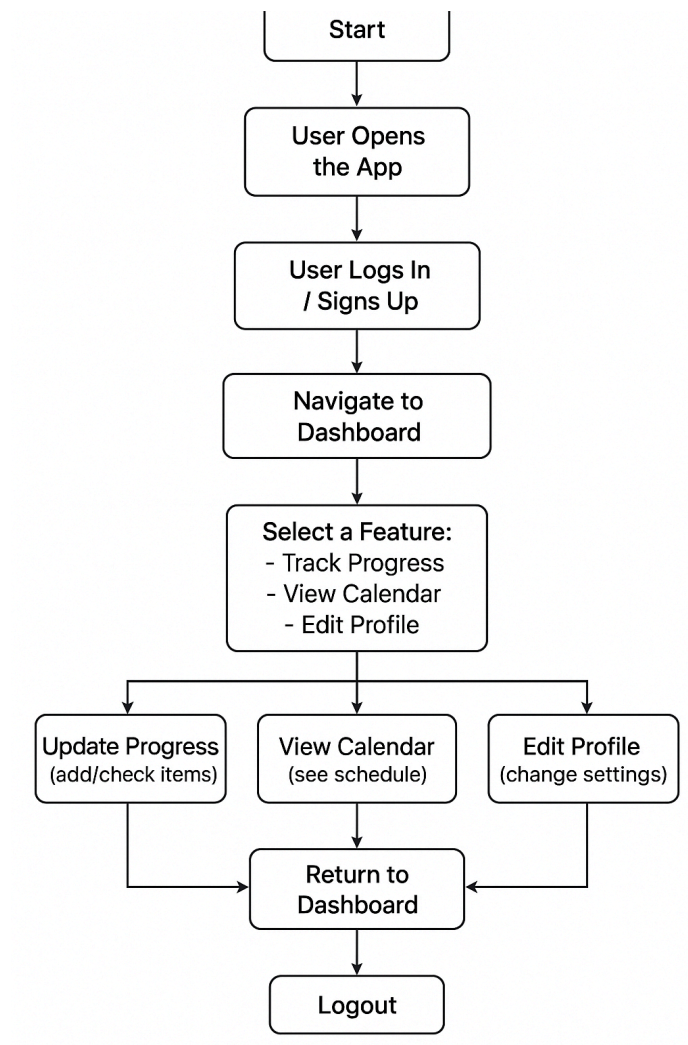 Start
User Opens
the App
User Logs In
/ Signs Up
Navigate to
Dashboard
Select a Feature:
- Track Progress
- View Calendar
- Edit Profile
Update Progress
(add/check items)
View Calendar
(see schedule)
Edit Profile
(change settings)
Return to
Dashboard
Logout